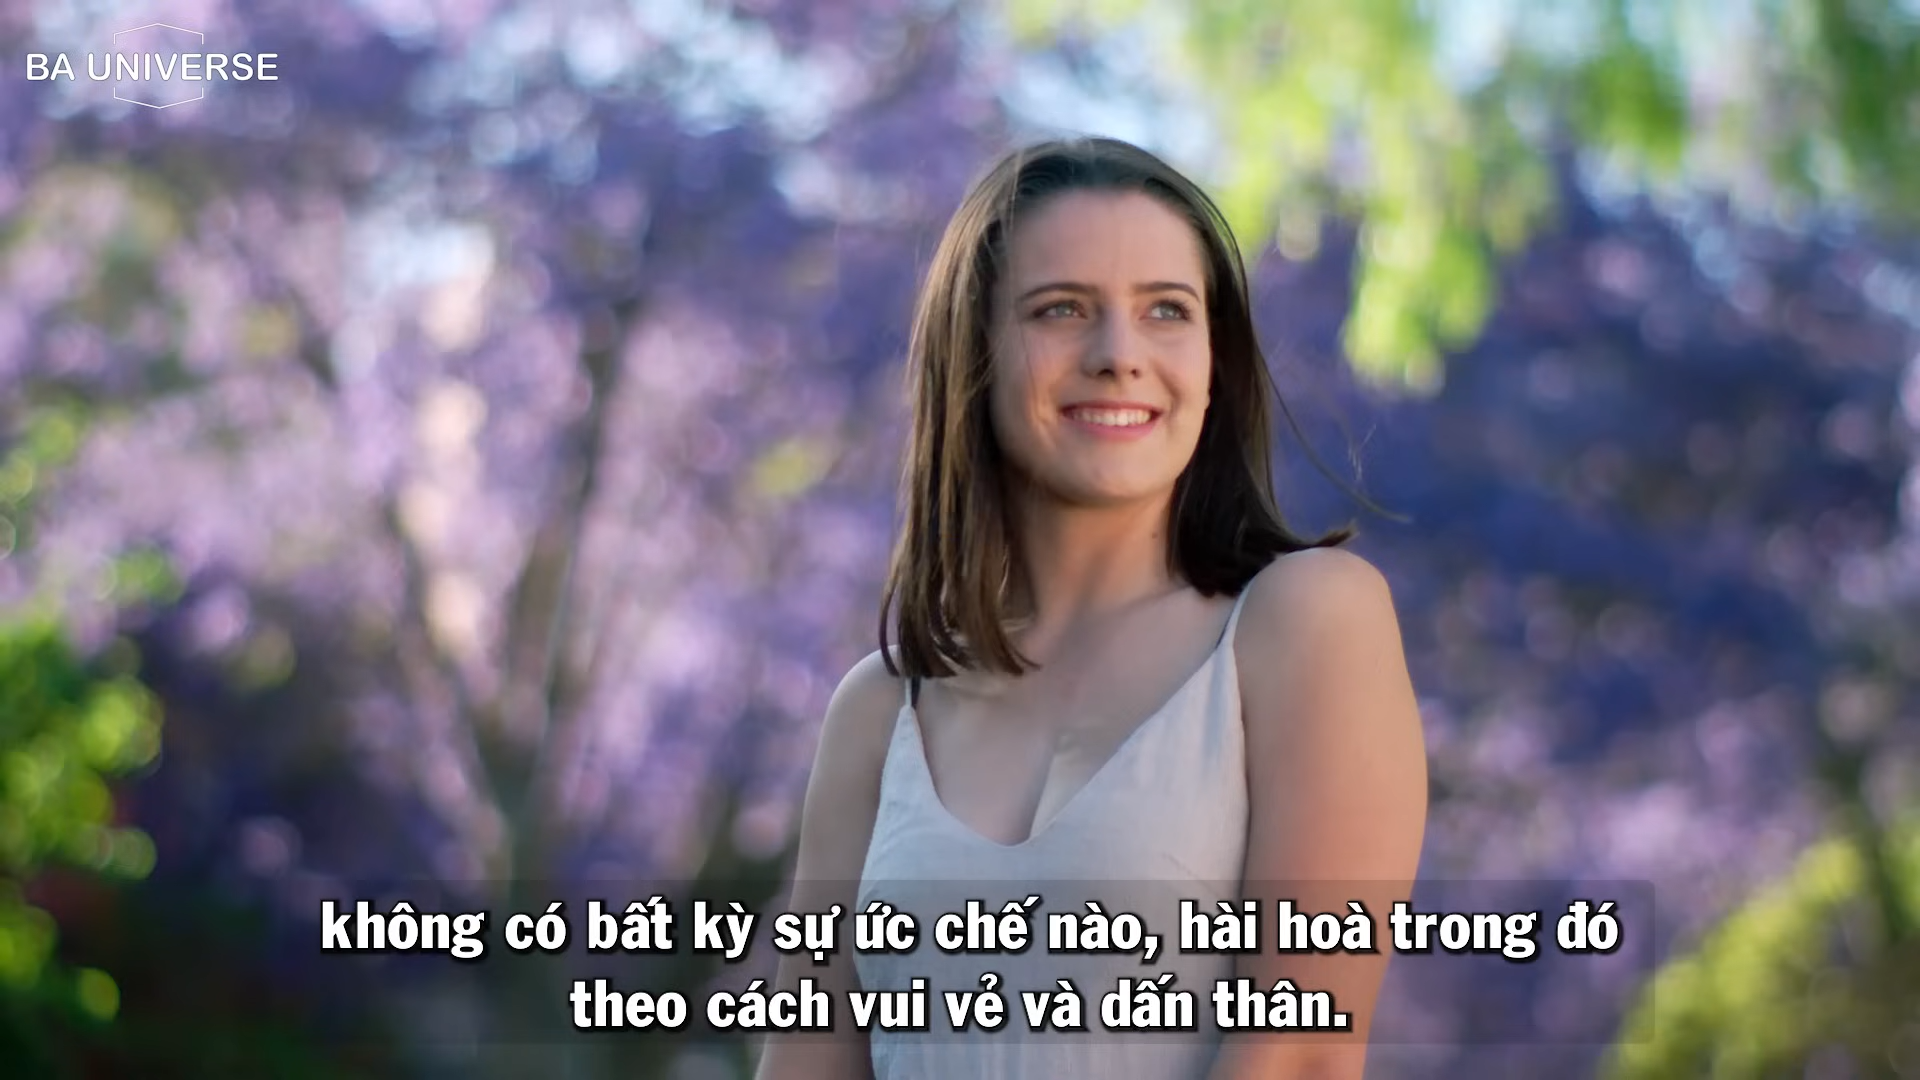 BA UNIVERSE
không có bất kỳ sự ức chế nào, hài hoà trong đó
theo cách vui vẻ và dấn thân.